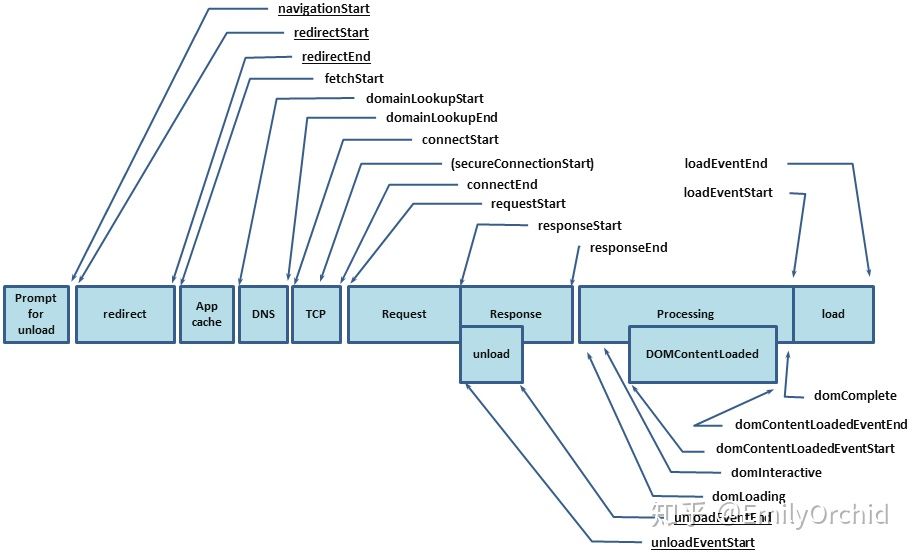 navigationStart
redirectStart
redirectEnd
fetchStart
domainLookupStart
domainLookupEnd
connectStart
(secureConnectionStart)
loadEventEnd
connectEnd
loadEventStart
requestStart
responseStart
responseEnd
Prompt
for
unload
redirect
App
cache
DNS
TCP
Request
Response
Processing
load
unload
DOMContentLoaded
domComplete
domContentLoadedEventEnd
domContentLoadedEventStart
domInteractive
domLoading
unloadEventEnd
知乎 @EmilyOrchid
unloadEventStart